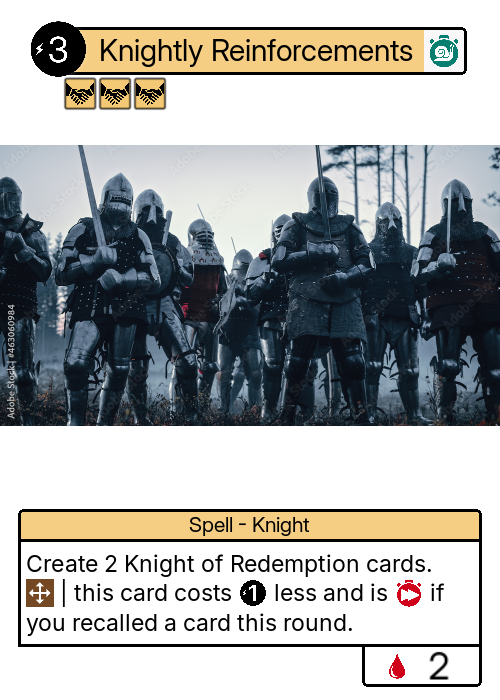 3 Knightly Reinforcements
Adobe Stock | #463060984
Spell - Knight
Create 2 Knight of Redemption cards.
| this card costs 1 less and is if
you recalled a card this round.
2